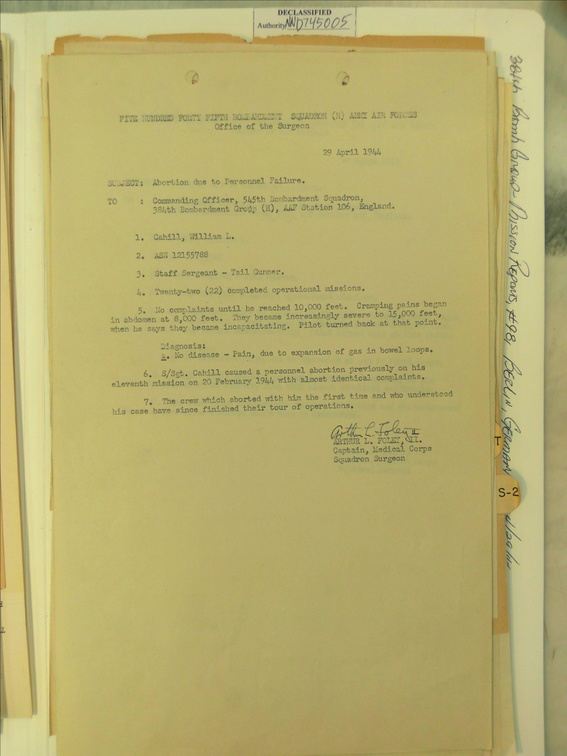 DECLASSIFIED
Authority NND745005
FIVE HUNDRED FORTY FIFTH BOMBARDMENT SQUADRON (H) ARMY AIR FORCES
Office of the Surgeon
29 April 1944
SUBJECT: Abortion due to Personnel Failure.
TO : Commanding Officer, 545th Bombardment Squadron,
384th Bombardment Group (H), AAF Station 106, England.
1. Cahill, William L.
2. ASN 12155788
3. Staff Sergeant - Tail Gunner.
4. Twenty-two (22) completed operational missions.
5. No complaints until he reached 10,000 feet. Cramping pains began
in abdomen at 8,000 feet. They became increasingly severe to 15,000 feet,
when he says they became incapacitating. Pilot turned back at that point.
Diagnosis:
a. No disease - Pain, due to expansion of gas in bowel loops.
6. S/Sgt. Cahill caused a personnel abortion previously on his
eleventh mission on 20 February 1944 with almost identical complaints.
7. The crew which aborted with him the first time and who understood
his case have since finished their tour of operations.
Arthur L Foley
ARTHUR L. FOLEY,
Captain, Medical Corps
Squadron Surgeon
S-2
384th Bomb Group Mission Reports, #98, BERLIN, GERMANY